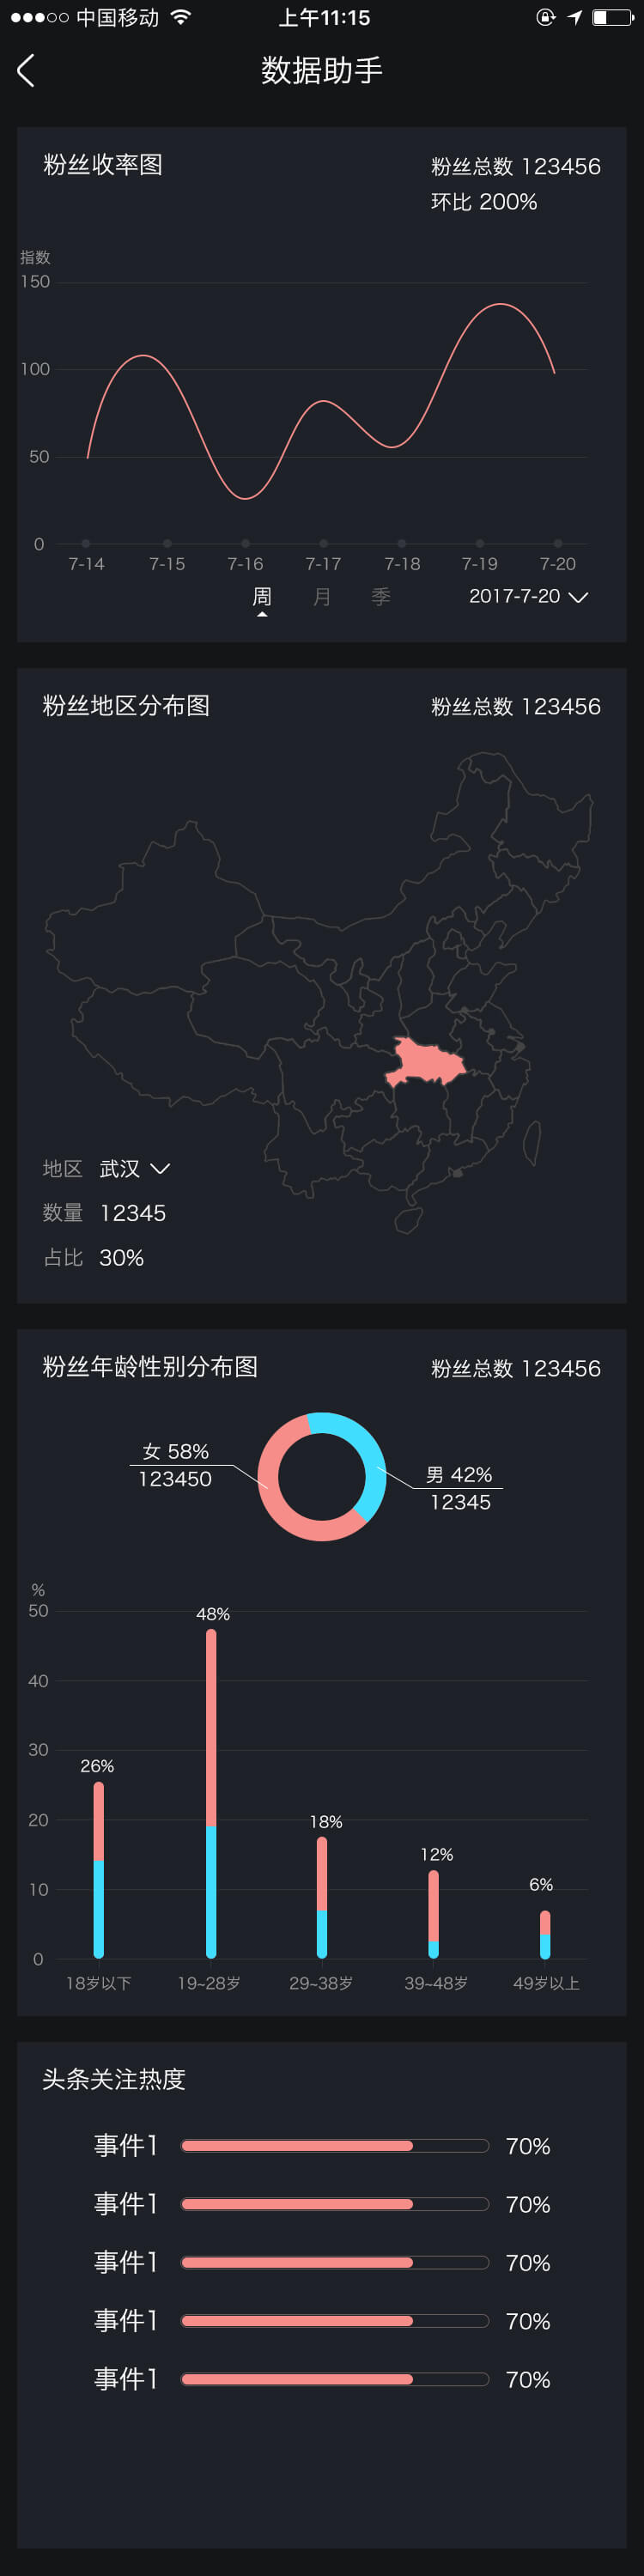 中国移动 上午11:15
数据助手
粉丝收率图 粉丝总数 123456
环比 200%
指数
150
100
50
0
7-14 7-15 7-16 7-17 7-18 7-19 7-20
周 月 季 2017-7-20
粉丝地区分布图 粉丝总数 123456
地区 武汉
数量 12345
占比 30%
粉丝年龄性别分布图 粉丝总数 123456
女 58%
123450
男 42%
12345
%
50
48%
40
30
26%
20
18%
12%
10
6%
0
18岁以下 19~28岁 29~38岁 39~48岁 49岁以上
头条关注热度
事件1 70%
事件1 70%
事件1 70%
事件1 70%
事件1 70%